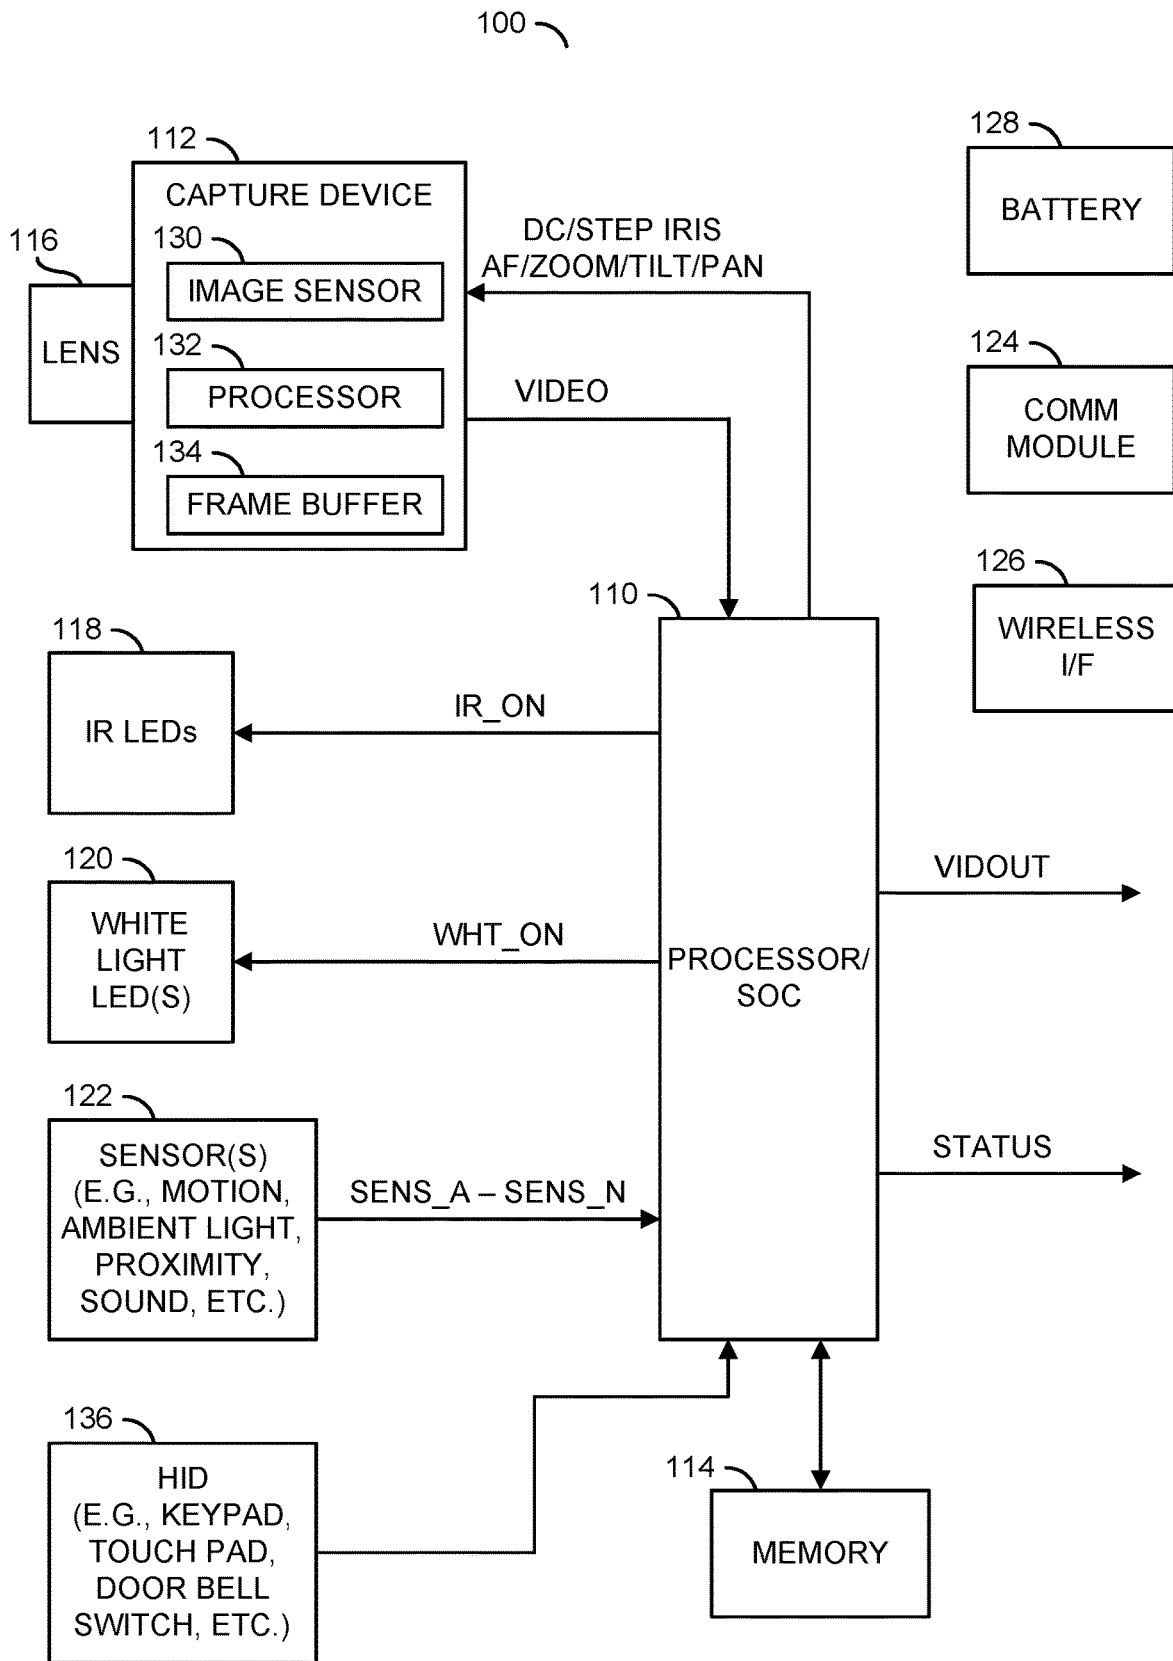 100
112
CAPTURE DEVICE
130
IMAGE SENSOR
132
PROCESSOR
134
FRAME BUFFER
116
LENS
DC/STEP IRIS
AF/ZOOM/TILT/PAN
VIDEO
128
BATTERY
124
COMM
MODULE
126
WIRELESS
I/F
110
PROCESSOR/
SOC
118
IR LEDs
IR_ON
120
WHITE
LIGHT
LED(S)
WHT_ON
VIDOUT
122
SENSOR(S)
(E.G., MOTION,
AMBIENT LIGHT,
PROXIMITY,
SOUND, ETC.)
SENS_A – SENS_N
STATUS
136
HID
(E.G., KEYPAD,
TOUCH PAD,
DOOR BELL
SWITCH, ETC.)
114
MEMORY